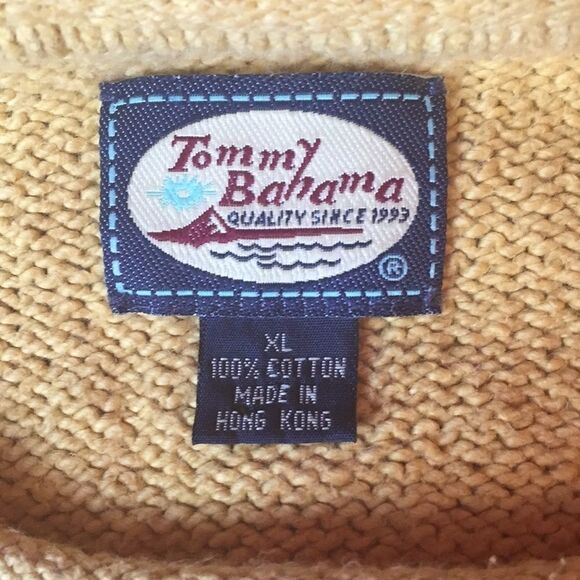 Tommy
Bahama
QUALITY SINCE 1993
®
XL
100% COTTON
MADE IN
HONG KONG